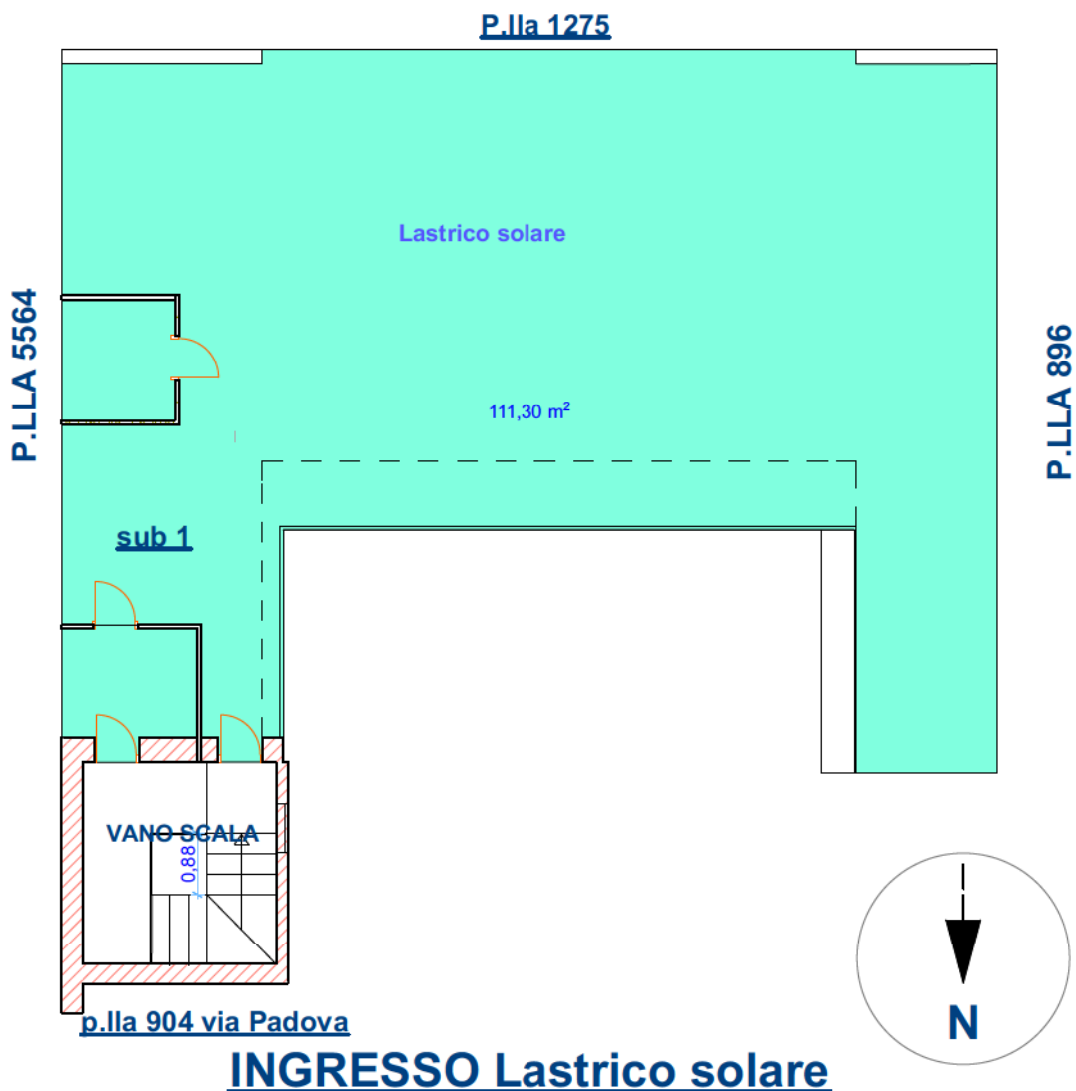 P.lla 1275
Lastrico solare
P.LLA 5564
P.LLA 896
111,30 m²
sub 1
VANO SCALA
0,88
p.lla 904 via Padova
N
INGRESSO Lastrico solare